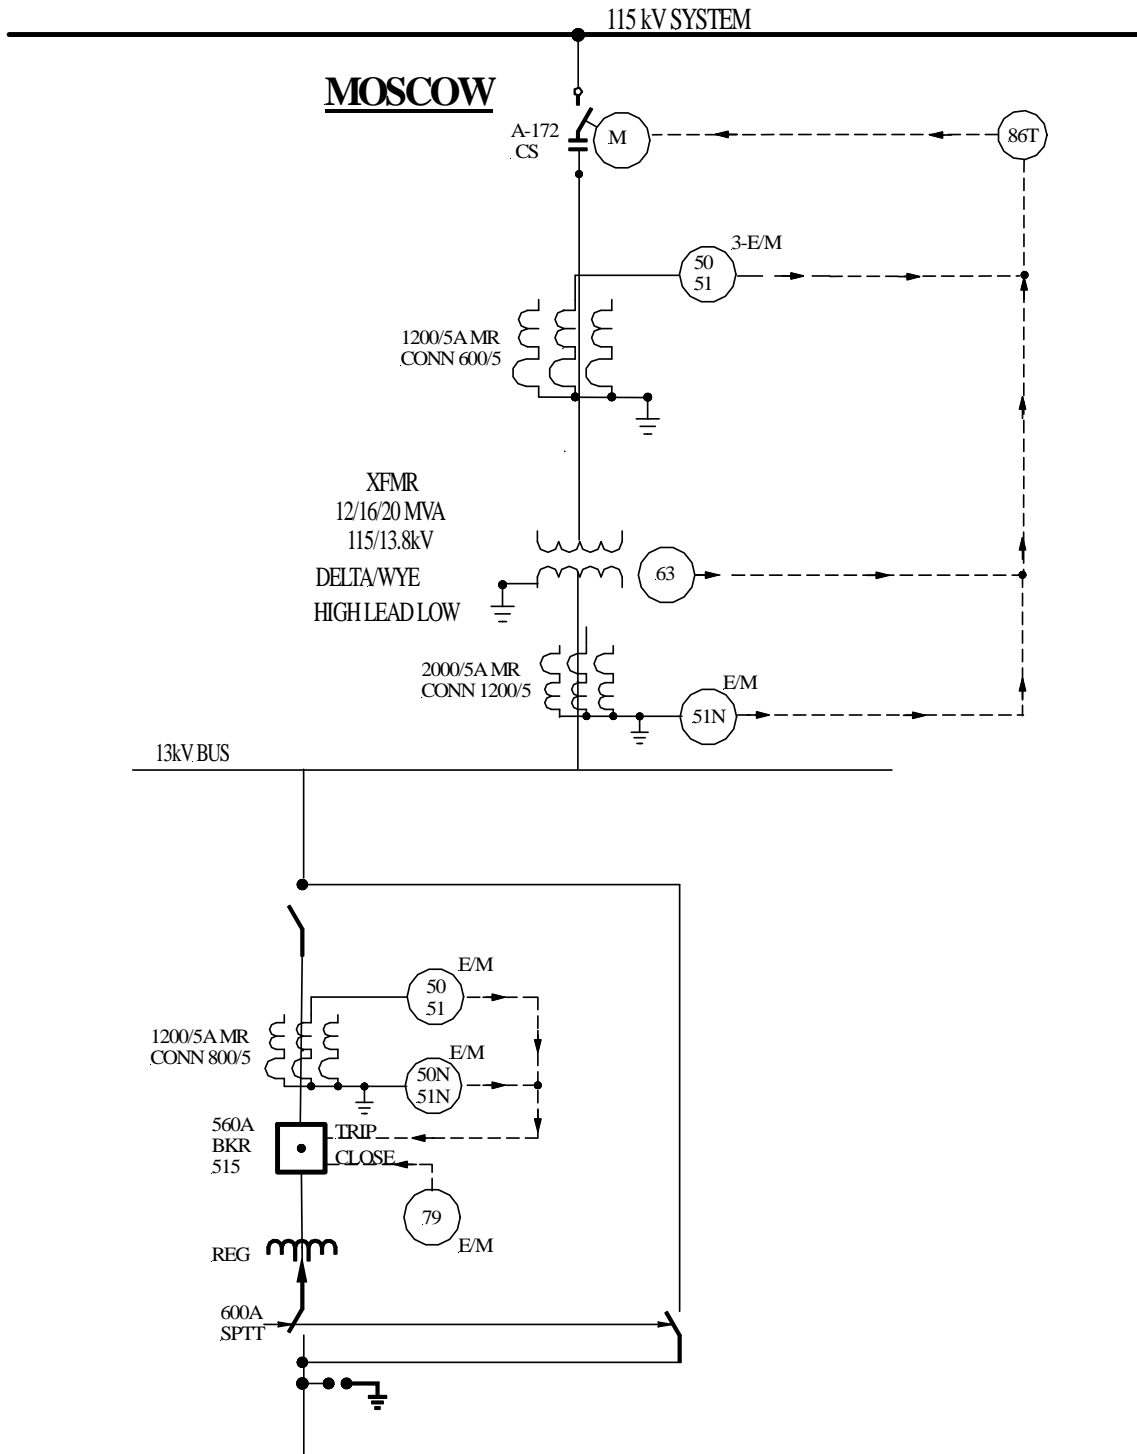 115 kV SYSTEM
MOSCOW
A-172
CS
M
86T
3-E/M
50
51
1200/5A MR
CONN 600/5
XFMR
12/16/20 MVA
115/13.8kV
DELTA/WYE
HIGH LEAD LOW
63
2000/5A MR
CONN 1200/5
E/M
51N
13kV BUS
E/M
50
51
1200/5A MR
CONN 800/5
E/M
50N
51N
560A
BKR
515
TRIP
CLOSE
79
E/M
REG
600A
SPTT